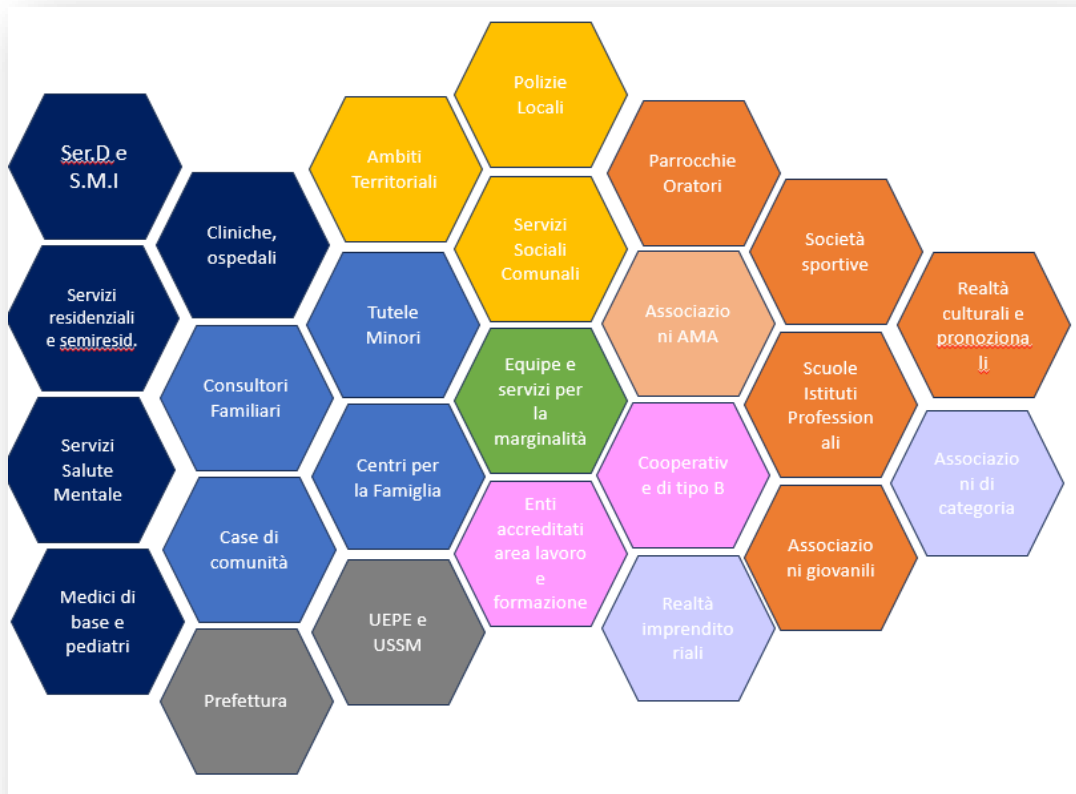 Polizie
Locali
Ser.D e
S.M.I
Ambiti
Territoriali
Parrocchie
Oratori
Cliniche,
ospedali
Servizi
Sociali
Comunali
Società
sportive
Servizi
residenziali
e semiresid.
Tutele
Minori
Associazio
ni AMA
Realtà
culturali e
pronoziona
li
Consultori
Familiari
Equipe e
servizi per
la
marginalità
Scuole
Istituti
Profession
ali
Servizi
Salute
Mentale
Centri per
la Famiglia
Cooperativ
e di tipo B
Associazio
ni di
categoria
Case di
comunità
Enti
accreditati
area lavoro
e
formazione
Associazio
ni giovanili
Medici di
base e
pediatri
UEPE e
USSM
Realtà
imprendito
riali
Prefettura